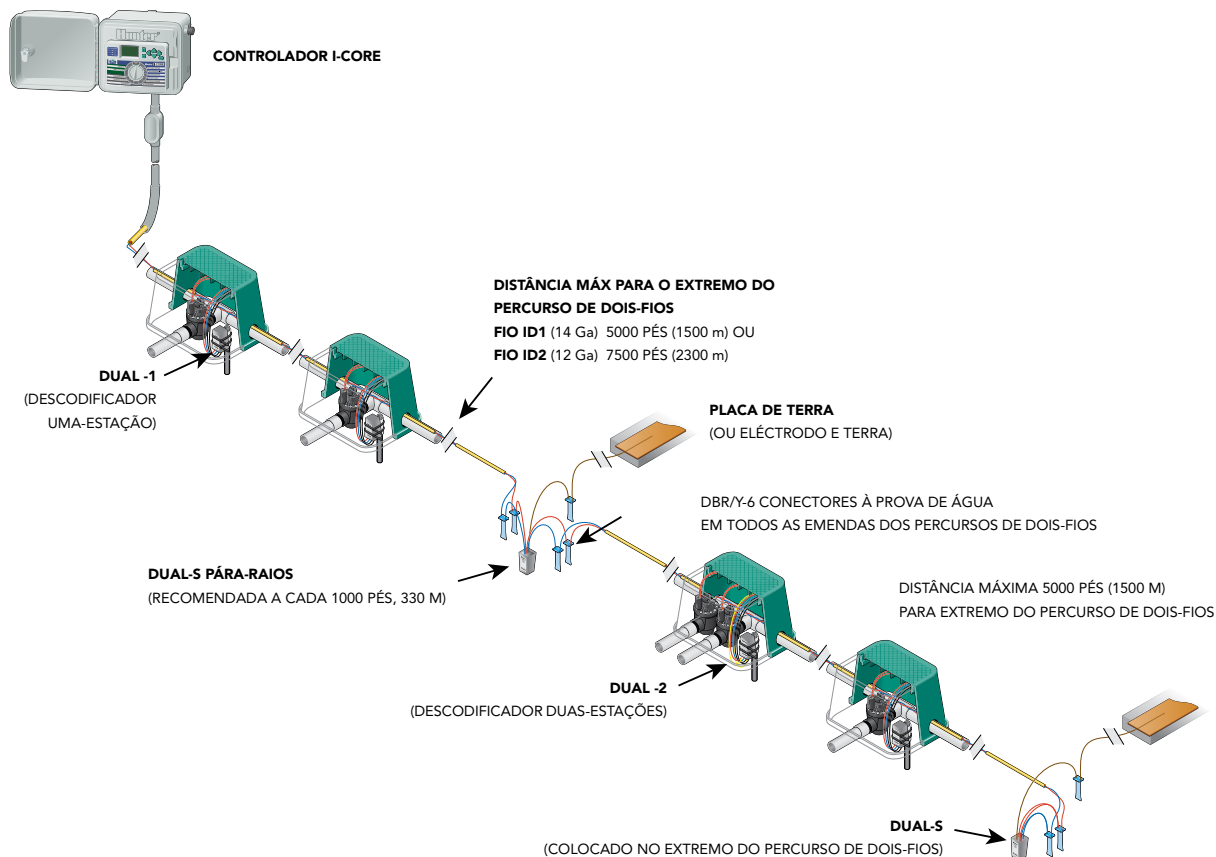 Hunter
CONTROLADOR I-CORE
DISTÂNCIA MÁX PARA O EXTREMO DO
PERCURSO DE DOIS-FIOS
FIO ID1 (14 Ga) 5000 PÉS (1500 m) OU
FIO ID2 (12 Ga) 7500 PÉS (2300 m)
DUAL -1
(DESCODIFICADOR
UMA-ESTAÇÃO)
PLACA DE TERRA
(OU ELÉCTRODO E TERRA)
DBR/Y-6 CONECTORES À PROVA DE ÁGUA
EM TODOS AS EMENDAS DOS PERCURSOS DE DOIS-FIOS
DUAL-S PÁRA-RAIOS
(RECOMENDADA A CADA 1000 PÉS, 330 M)
DISTÂNCIA MÁXIMA 5000 PÉS (1500 M)
PARA EXTREMO DO PERCURSO DE DOIS-FIOS
DUAL -2
(DESCODIFICADOR DUAS-ESTAÇÕES)
DUAL-S
(COLOCADO NO EXTREMO DO PERCURSO DE DOIS-FIOS)